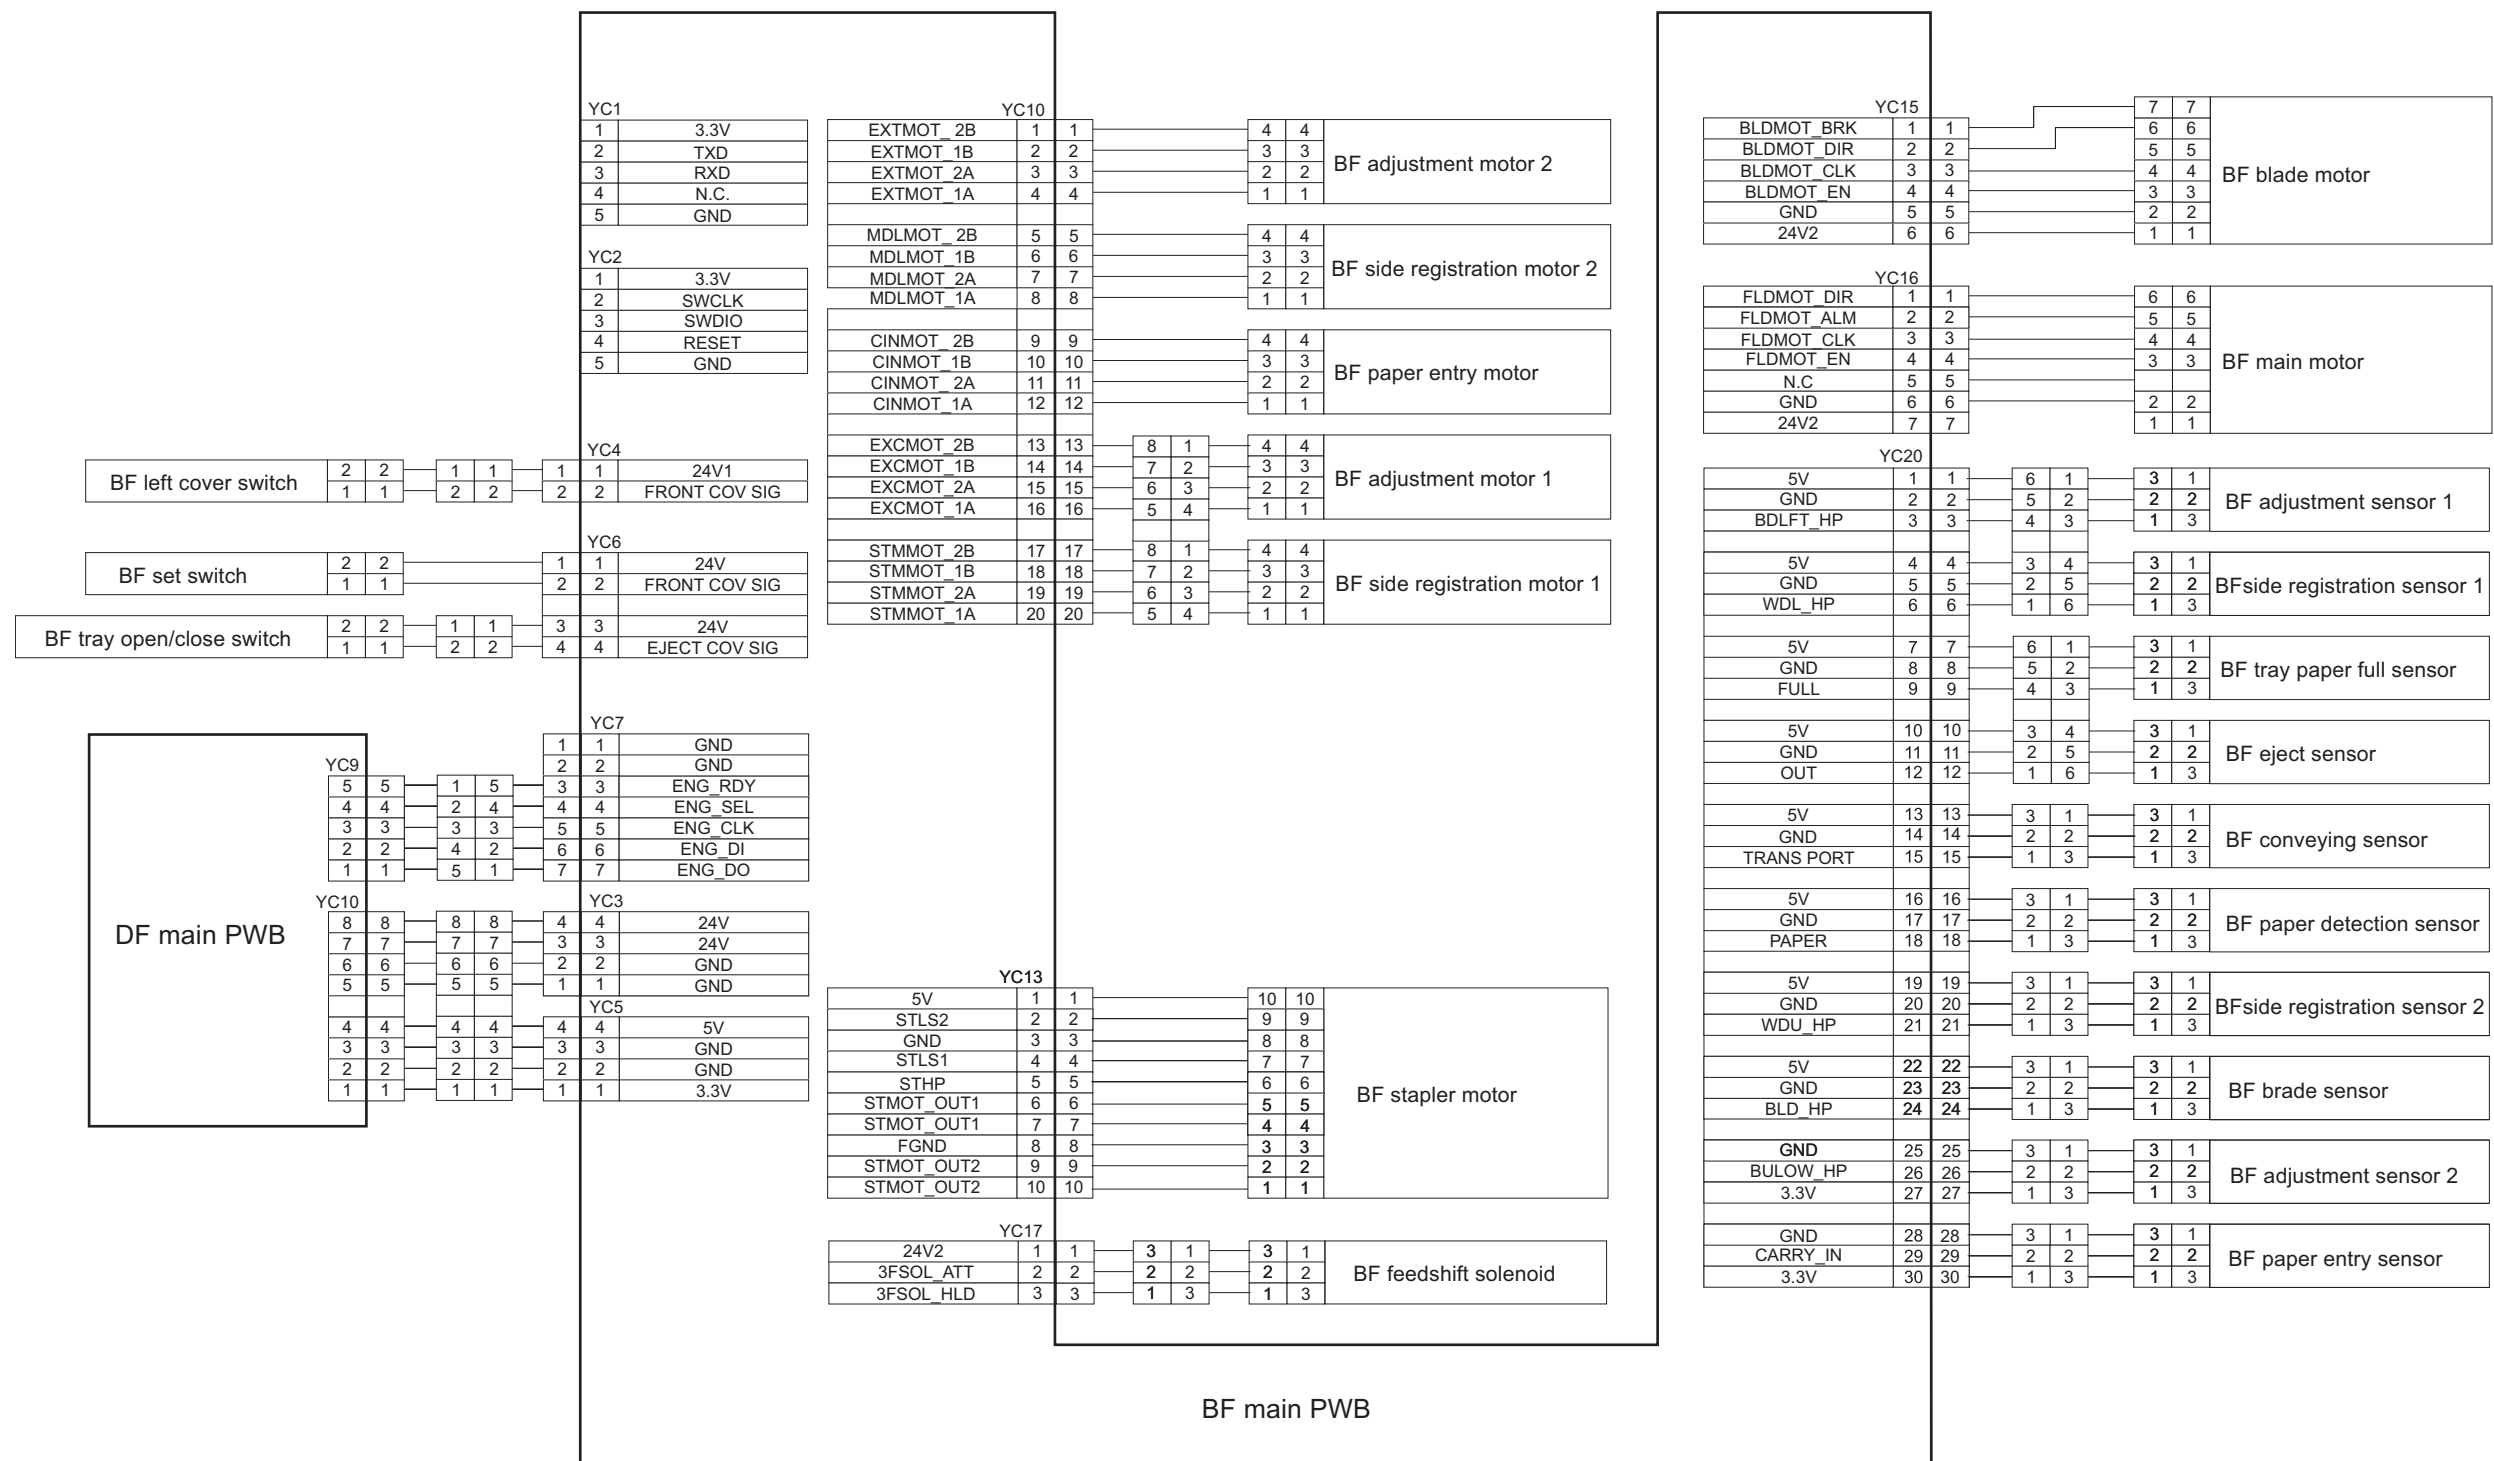 YC1
1 3.3V
2 TXD
3 RXD
4 N.C.
5 GND
YC2
1 3.3V
2 SWCLK
3 SWDIO
4 RESET
5 GND
YC4
BF left cover switch
2 2 1 1 1 1 24V1
1 1 2 2 2 2 FRONT COV SIG
YC6
BF set switch
2 2 1 1 24V
1 1 2 2 FRONT COV SIG
BF tray open/close switch
2 2 1 1 3 3 24V
1 1 2 2 4 4 EJECT COV SIG
DF main PWB
YC7
1 1 GND
2 2 GND
YC9
5 5 1 5 3 3 ENG_RDY
4 4 2 4 4 4 ENG_SEL
3 3 3 3 5 5 ENG_CLK
2 2 4 2 6 6 ENG_DI
1 1 5 1 7 7 ENG_DO
YC10 YC3
8 8 8 8 4 4 24V
7 7 7 7 3 3 24V
6 6 6 6 2 2 GND
5 5 5 5 1 1 GND
YC5
4 4 4 4 4 4 5V
3 3 3 3 3 3 GND
2 2 2 2 2 2 GND
1 1 1 1 1 1 3.3V
YC10
EXTMOT_ 2B 1 1 4 4
EXTMOT_1B 2 2 3 3
EXTMOT_2A 3 3 2 2
EXTMOT_1A 4 4 1 1
BF adjustment motor 2
MDLMOT_ 2B 5 5 4 4
MDLMOT_1B 6 6 3 3
MDLMOT_2A 7 7 2 2
MDLMOT_1A 8 8 1 1
BF side registration motor 2
CINMOT_ 2B 9 9 4 4
CINMOT_1B 10 10 3 3
CINMOT_ 2A 11 11 2 2
CINMOT_1A 12 12 1 1
BF paper entry motor
EXCMOT_2B 13 13 8 1 4 4
EXCMOT_1B 14 14 7 2 3 3
EXCMOT_2A 15 15 6 3 2 2
EXCMOT_1A 16 16 5 4 1 1
BF adjustment motor 1
STMMOT_2B 17 17 8 1 4 4
STMMOT_1B 18 18 7 2 3 3
STMMOT_2A 19 19 6 3 2 2
STMMOT_1A 20 20 5 4 1 1
BF side registration motor 1
YC13
5V 1 1 10 10
STLS2 2 2 9 9
GND 3 3 8 8
STLS1 4 4 7 7
STHP 5 5 6 6
STMOT_OUT1 6 6 5 5
STMOT_OUT1 7 7 4 4
FGND 8 8 3 3
STMOT_OUT2 9 9 2 2
STMOT_OUT2 10 10 1 1
BF stapler motor
YC17
24V2 1 1 3 1 3 1
3FSOL_ATT 2 2 2 2 2 2
3FSOL_HLD 3 3 1 3 1 3
BF feedshift solenoid
YC15
7 7
BLDMOT_BRK 1 1 6 6
BLDMOT_DIR 2 2 5 5
BLDMOT_CLK 3 3 4 4
BLDMOT_EN 4 4 3 3
GND 5 5 2 2
24V2 6 6 1 1
BF blade motor
YC16
FLDMOT_DIR 1 1 6 6
FLDMOT_ALM 2 2 5 5
FLDMOT_CLK 3 3 4 4
FLDMOT_EN 4 4 3 3
N.C 5 5
GND 6 6 2 2
24V2 7 7 1 1
BF main motor
YC20
5V 1 1 6 1 3 1
GND 2 2 5 2 2 2
BDLFT_HP 3 3 4 3 1 3
BF adjustment sensor 1
5V 4 4 3 4 3 1
GND 5 5 2 5 2 2
WDL_HP 6 6 1 6 1 3
BFside registration sensor 1
5V 7 7 6 1 3 1
GND 8 8 5 2 2 2
FULL 9 9 4 3 1 3
BF tray paper full sensor
5V 10 10 3 4 3 1
GND 11 11 2 5 2 2
OUT 12 12 1 6 1 3
BF eject sensor
5V 13 13 3 1 3 1
GND 14 14 2 2 2 2
TRANS PORT 15 15 1 3 1 3
BF conveying sensor
5V 16 16 3 1 3 1
GND 17 17 2 2 2 2
PAPER 18 18 1 3 1 3
BF paper detection sensor
5V 19 19 3 1 3 1
GND 20 20 2 2 2 2
WDU_HP 21 21 1 3 1 3
BFside registration sensor 2
5V 22 22 3 1 3 1
GND 23 23 2 2 2 2
BLD_HP 24 24 1 3 1 3
BF brade sensor
GND 25 25 3 1 3 1
BULOW_HP 26 26 2 2 2 2
3.3V 27 27 1 3 1 3
BF adjustment sensor 2
GND 28 28 3 1 3 1
CARRY_IN 29 29 2 2 2 2
3.3V 30 30 1 3 1 3
BF paper entry sensor
BF main PWB